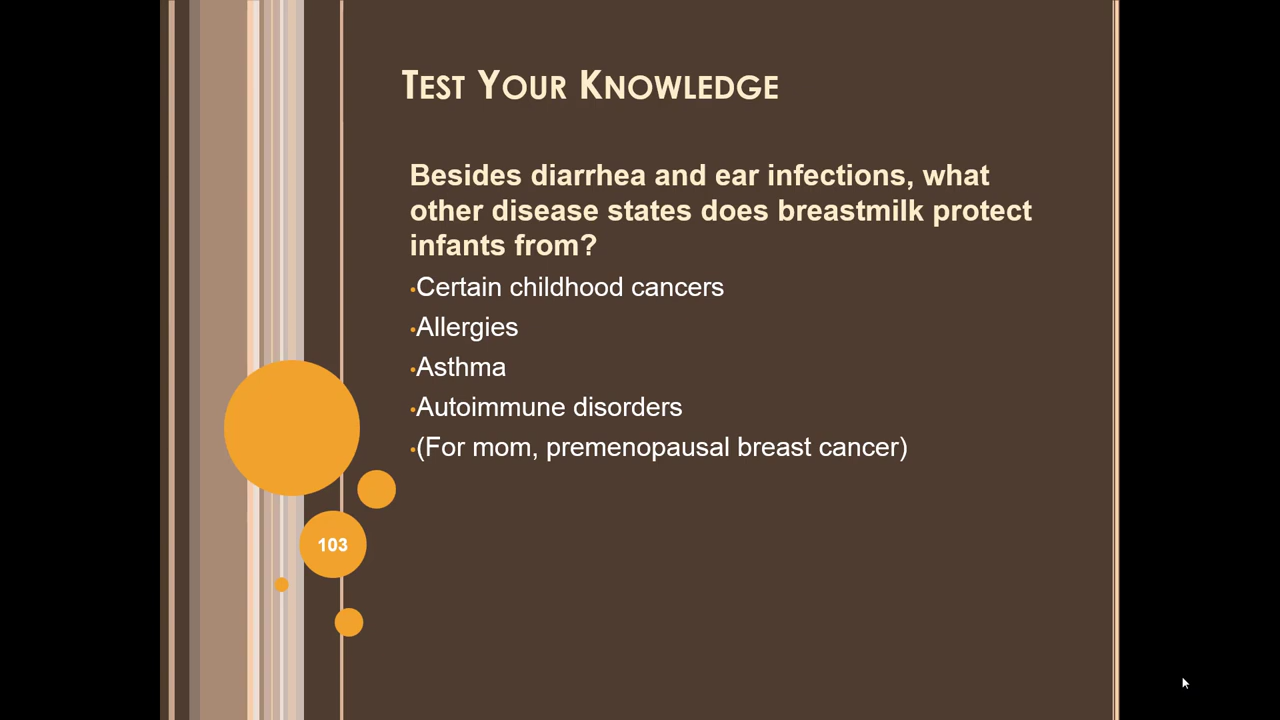 Test Your Knowledge
Besides diarrhea and ear infections, what
other disease states does breastmilk protect
infants from?
•Certain childhood cancers
•Allergies
•Asthma
•Autoimmune disorders
•(For mom, premenopausal breast cancer)
103